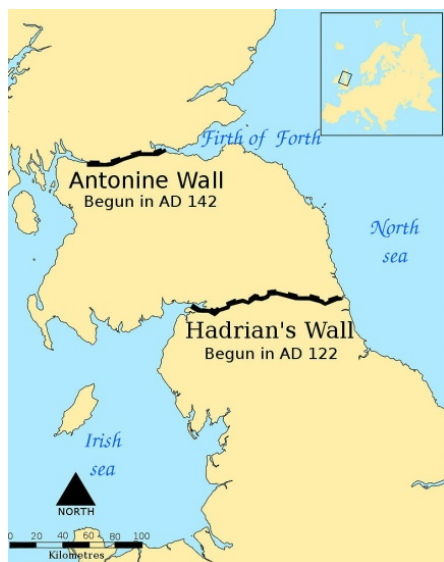 Firth of Forth
Antonine Wall
Begun in AD 142
North
sea
Hadrian's Wall
Begun in AD 122
Irish
sea
NORTH
0 20 40 60 80 100
Kilometres